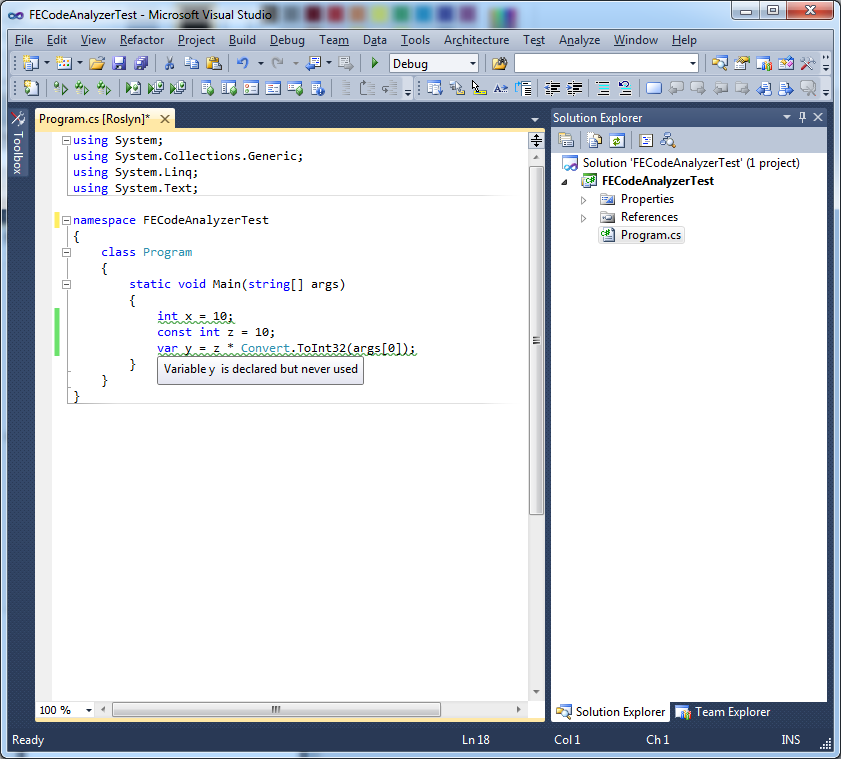 FECodeAnalyzerTest - Microsoft Visual Studio
File Edit View Refactor Project Build Debug Team Data Tools Architecture Test Analyze Window Help
Debug
Toolbox
Program.cs [Roslyn]*
using System;
using System.Collections.Generic;
using System.Linq;
using System.Text;
namespace FECodeAnalyzerTest
{
class Program
{
static void Main(string[] args)
{
int x = 10;
const int z = 10;
var y = z * Convert.ToInt32(args[0]);
}
Variable y  is declared but never used
}
}
100 %
Solution Explorer
Solution 'FECodeAnalyzerTest' (1 project)
FECodeAnalyzerTest
Properties
References
Program.cs
Solution Explorer Team Explorer
Ready Ln 18 Col 1 Ch 1 INS